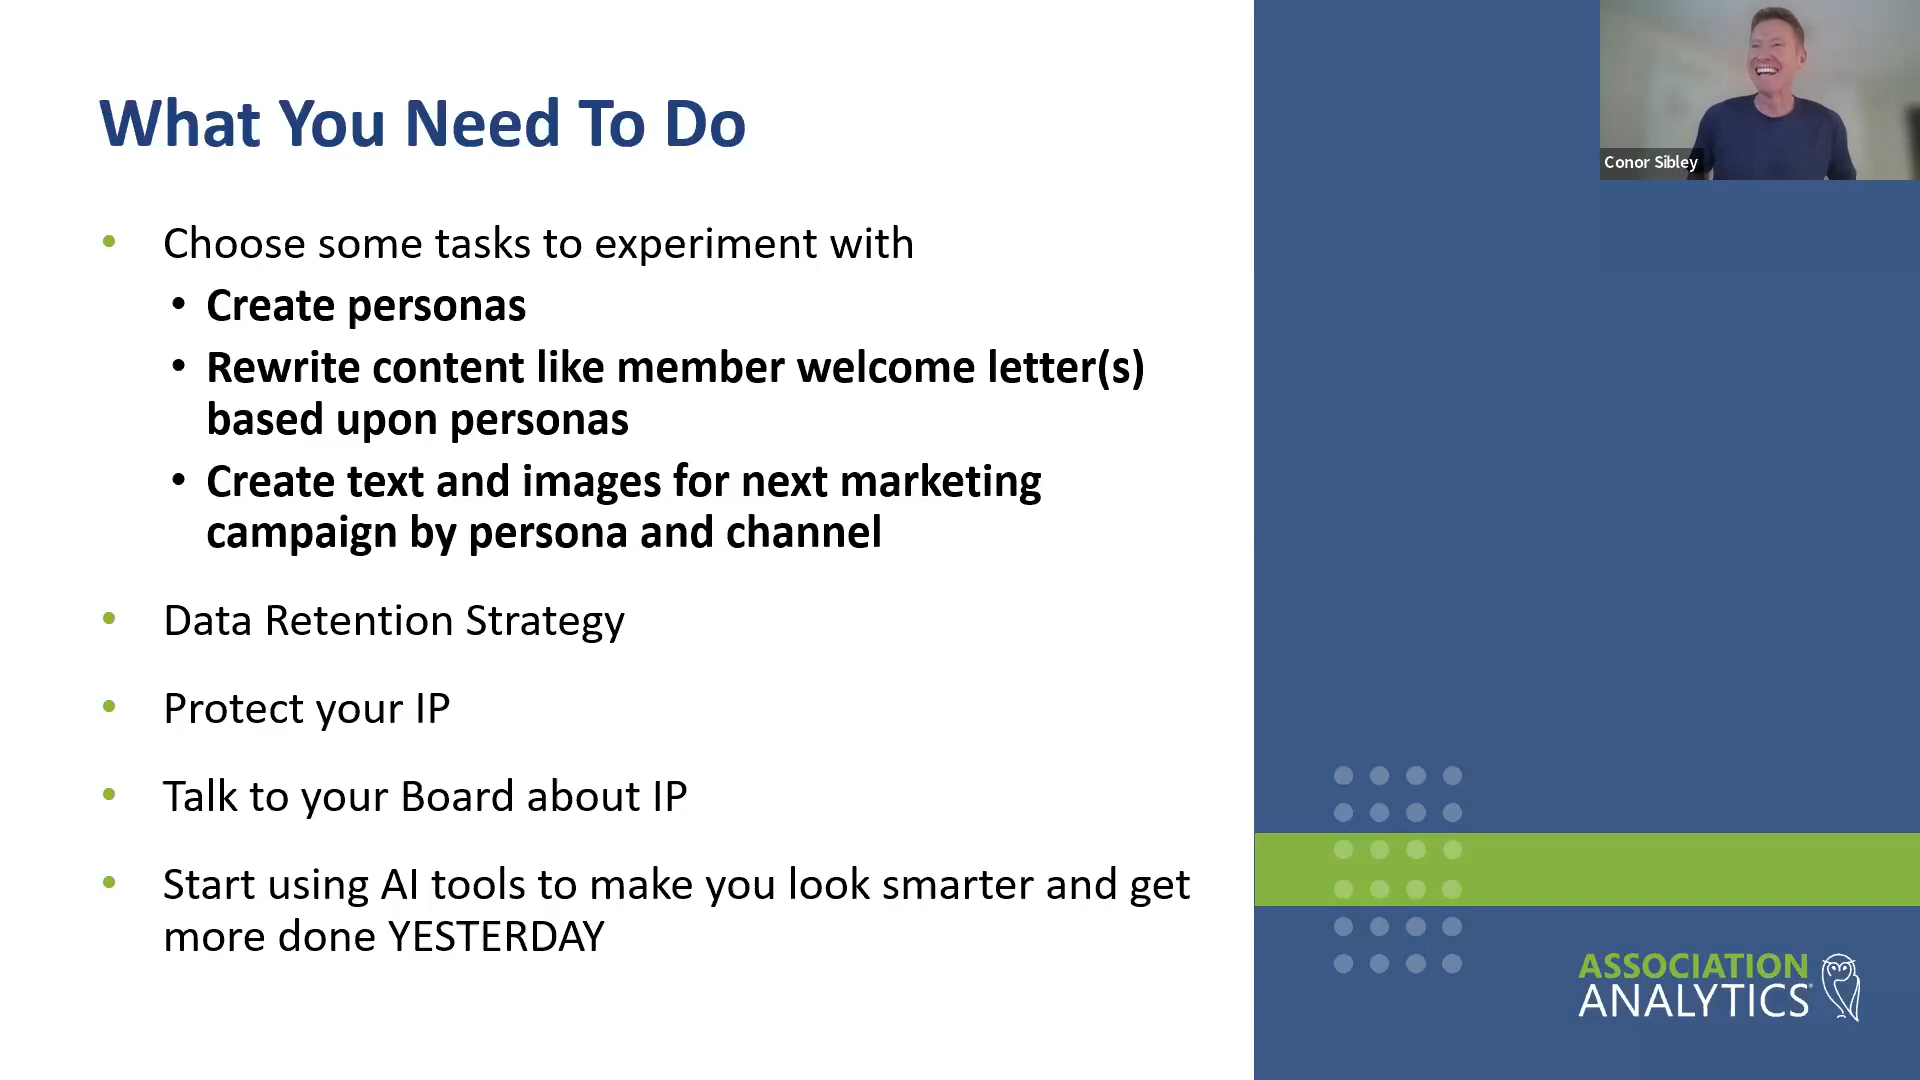 What You Need To Do
• Choose some tasks to experiment with
• Create personas
• Rewrite content like member welcome letter(s)
based upon personas
• Create text and images for next marketing
campaign by persona and channel
• Data Retention Strategy
• Protect your IP
• Talk to your Board about IP
• Start using AI tools to make you look smarter and get
more done YESTERDAY
Conor Sibley
ASSOCIATION
ANALYTICS